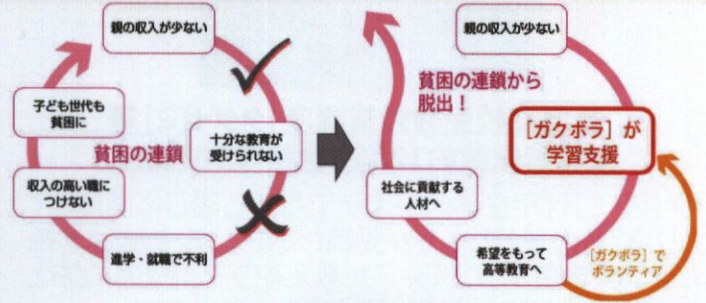 親の収入が少ない
十分な教育が
受けられない
進学・就職で不利
収入の高い職に
つけない
子ども世代も
貧困に
貧困の連鎖
親の収入が少ない
［ガクボラ］が
学習支援
希望をもって
高等教育へ
社会に貢献する
人材へ
貧困の連鎖から
脱出！
［ガクボラ］で
ボランティア